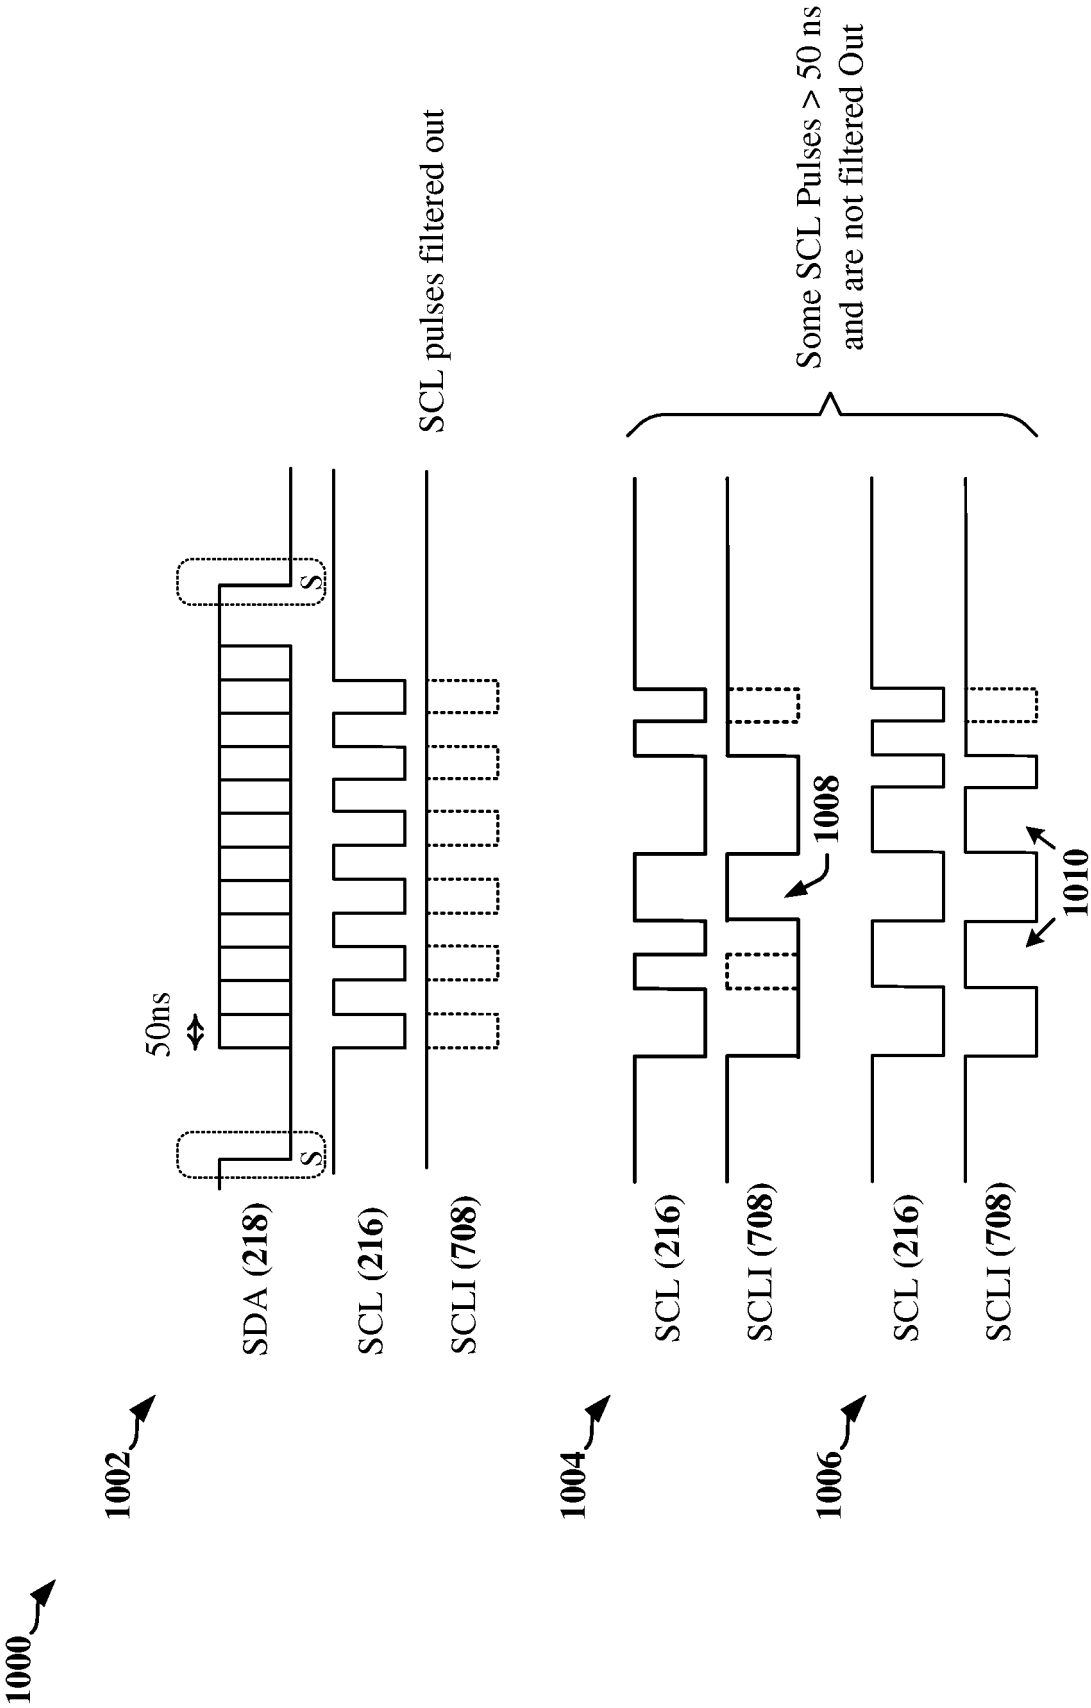 1000
1002
50ns
SDA (218)
S
S
SCL (216)
SCLI (708)
SCL pulses filtered out
1004
SCL (216)
SCLI (708)
1008
Some SCL Pulses > 50 ns
and are not filtered Out
1006
SCL (216)
SCLI (708)
1010